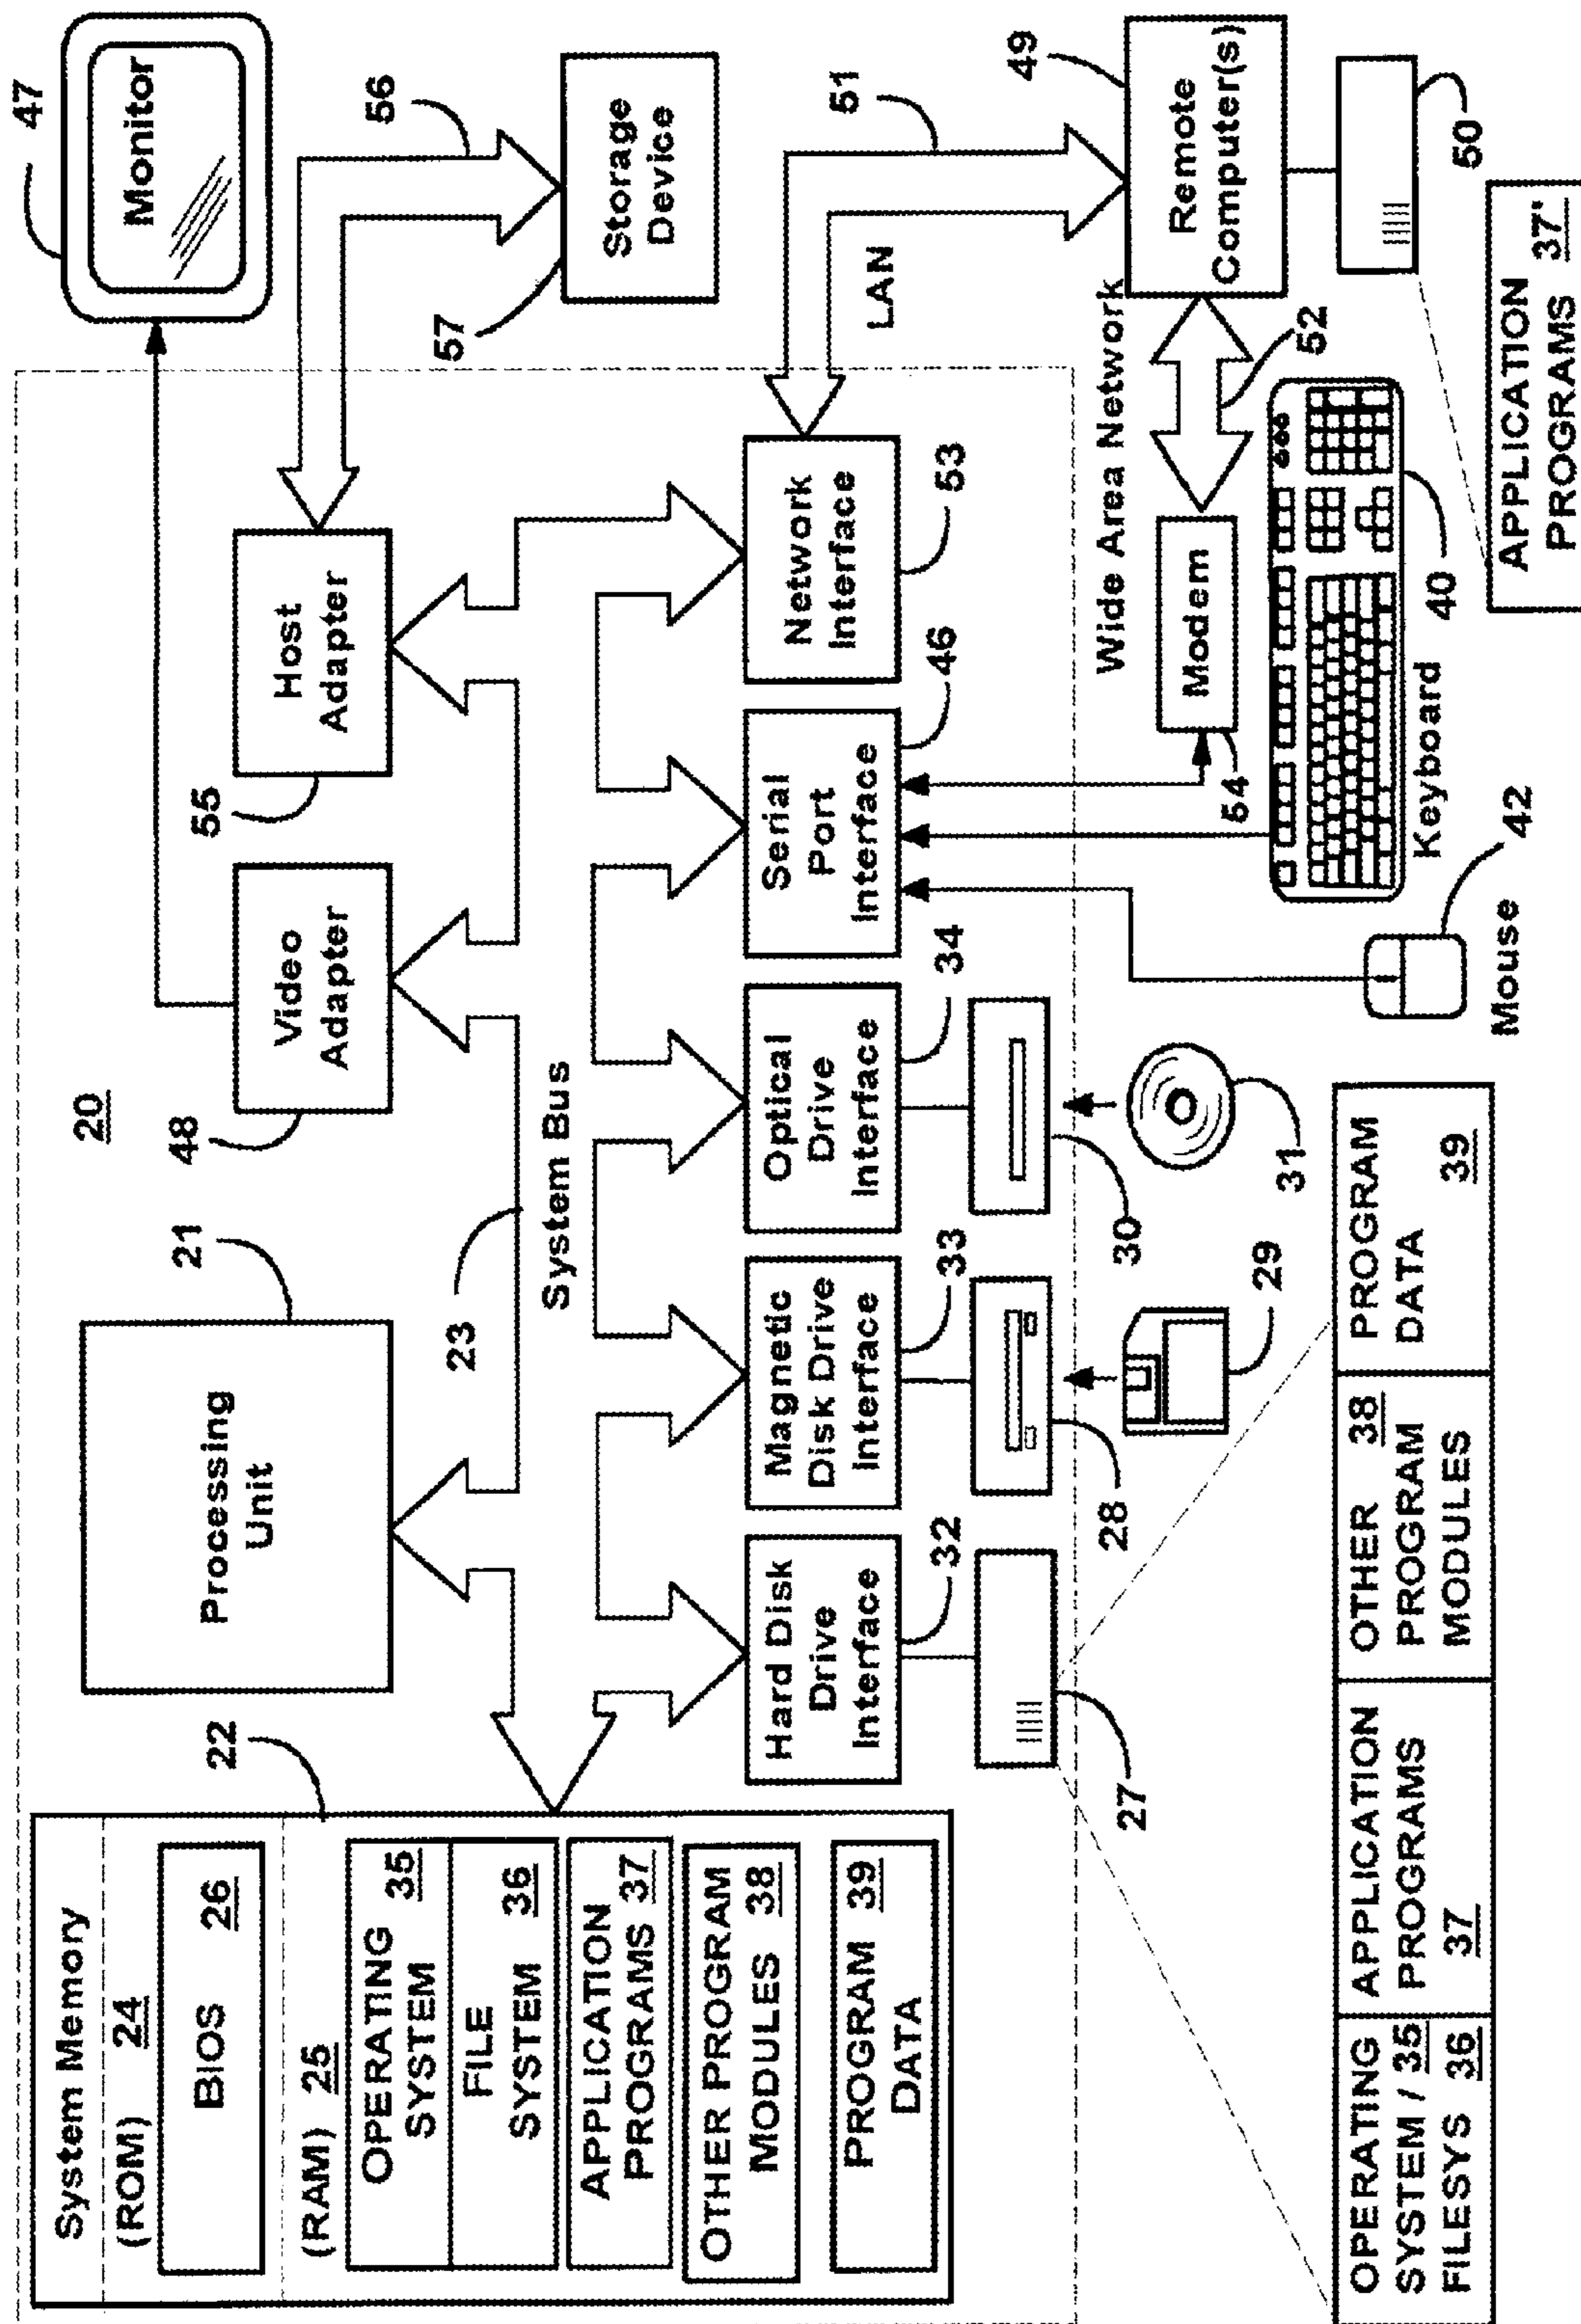 System Memory
(ROM) 24
BIOS 26
(RAM) 25
OPERATING
SYSTEM 35
FILE
SYSTEM 36
APPLICATION
PROGRAMS 37
OTHER PROGRAM
MODULES 38
PROGRAM 39
DATA
22
Processing
Unit
21
20
Video
Adapter
48
Host
Adapter
55
Monitor
47
56
Storage
Device
57
23
System Bus
Hard Disk
Drive
Interface
32
Magnetic
Disk Drive
Interface
33
Optical
Drive
Interface
34
Serial
Port
Interface
46
Network
Interface
53
LAN
51
27
28
29
30
31
Wide Area Network
Modem
54
52
Remote
Computer(s)
49
50
Keyboard
40
Mouse
42
OPERATING
SYSTEM / 35
FILESYS 36
APPLICATION
PROGRAMS
37
OTHER 38
PROGRAM
MODULES
PROGRAM
DATA
39
APPLICATION
PROGRAMS 37'